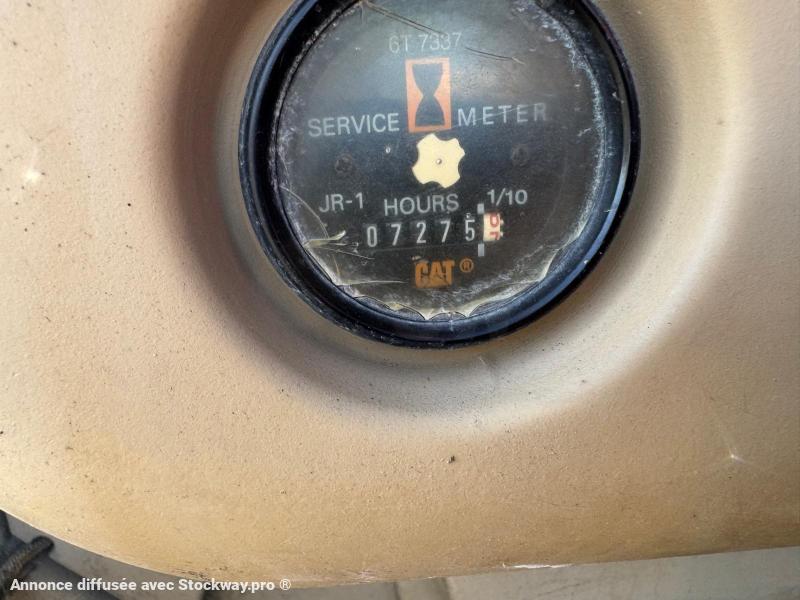 6T 7337
SERVICE METER
JR-1 HOURS 1/10
07275
CAT ®
Annonce diffusée avec Stockway.pro ®